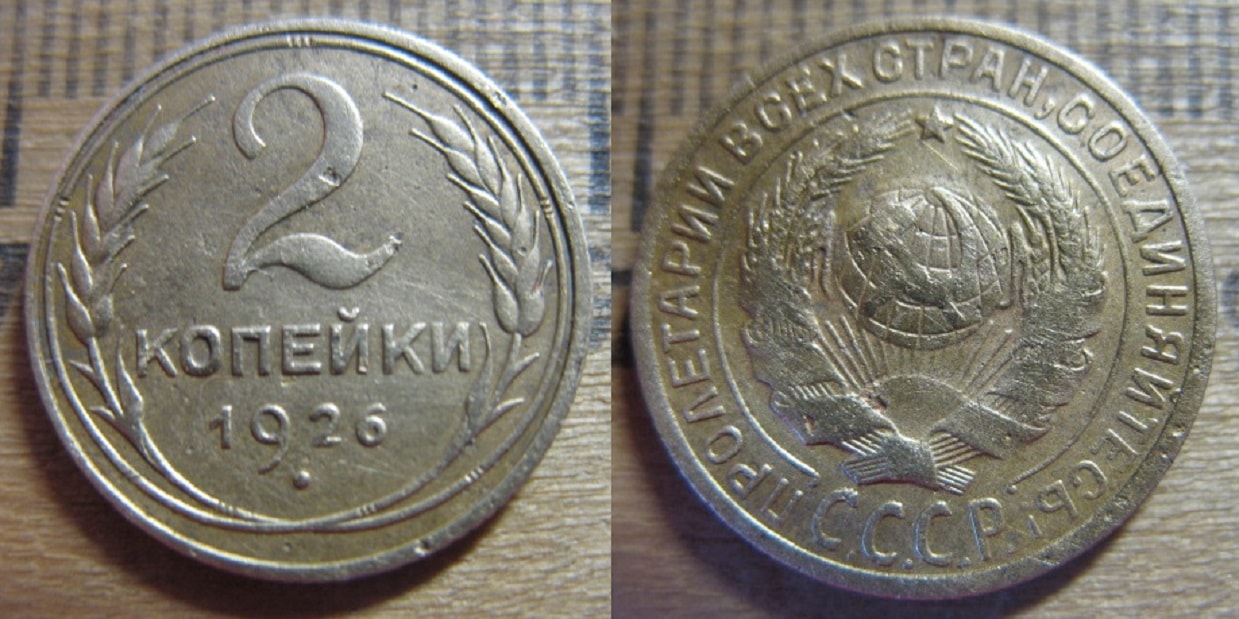 2
КОПЕЙКИ
1926
ПРОЛЕТАРИИ ВСЕХ СТРАН, СОЕДИНЯЙТЕСЬ!
С.С.С.Р.